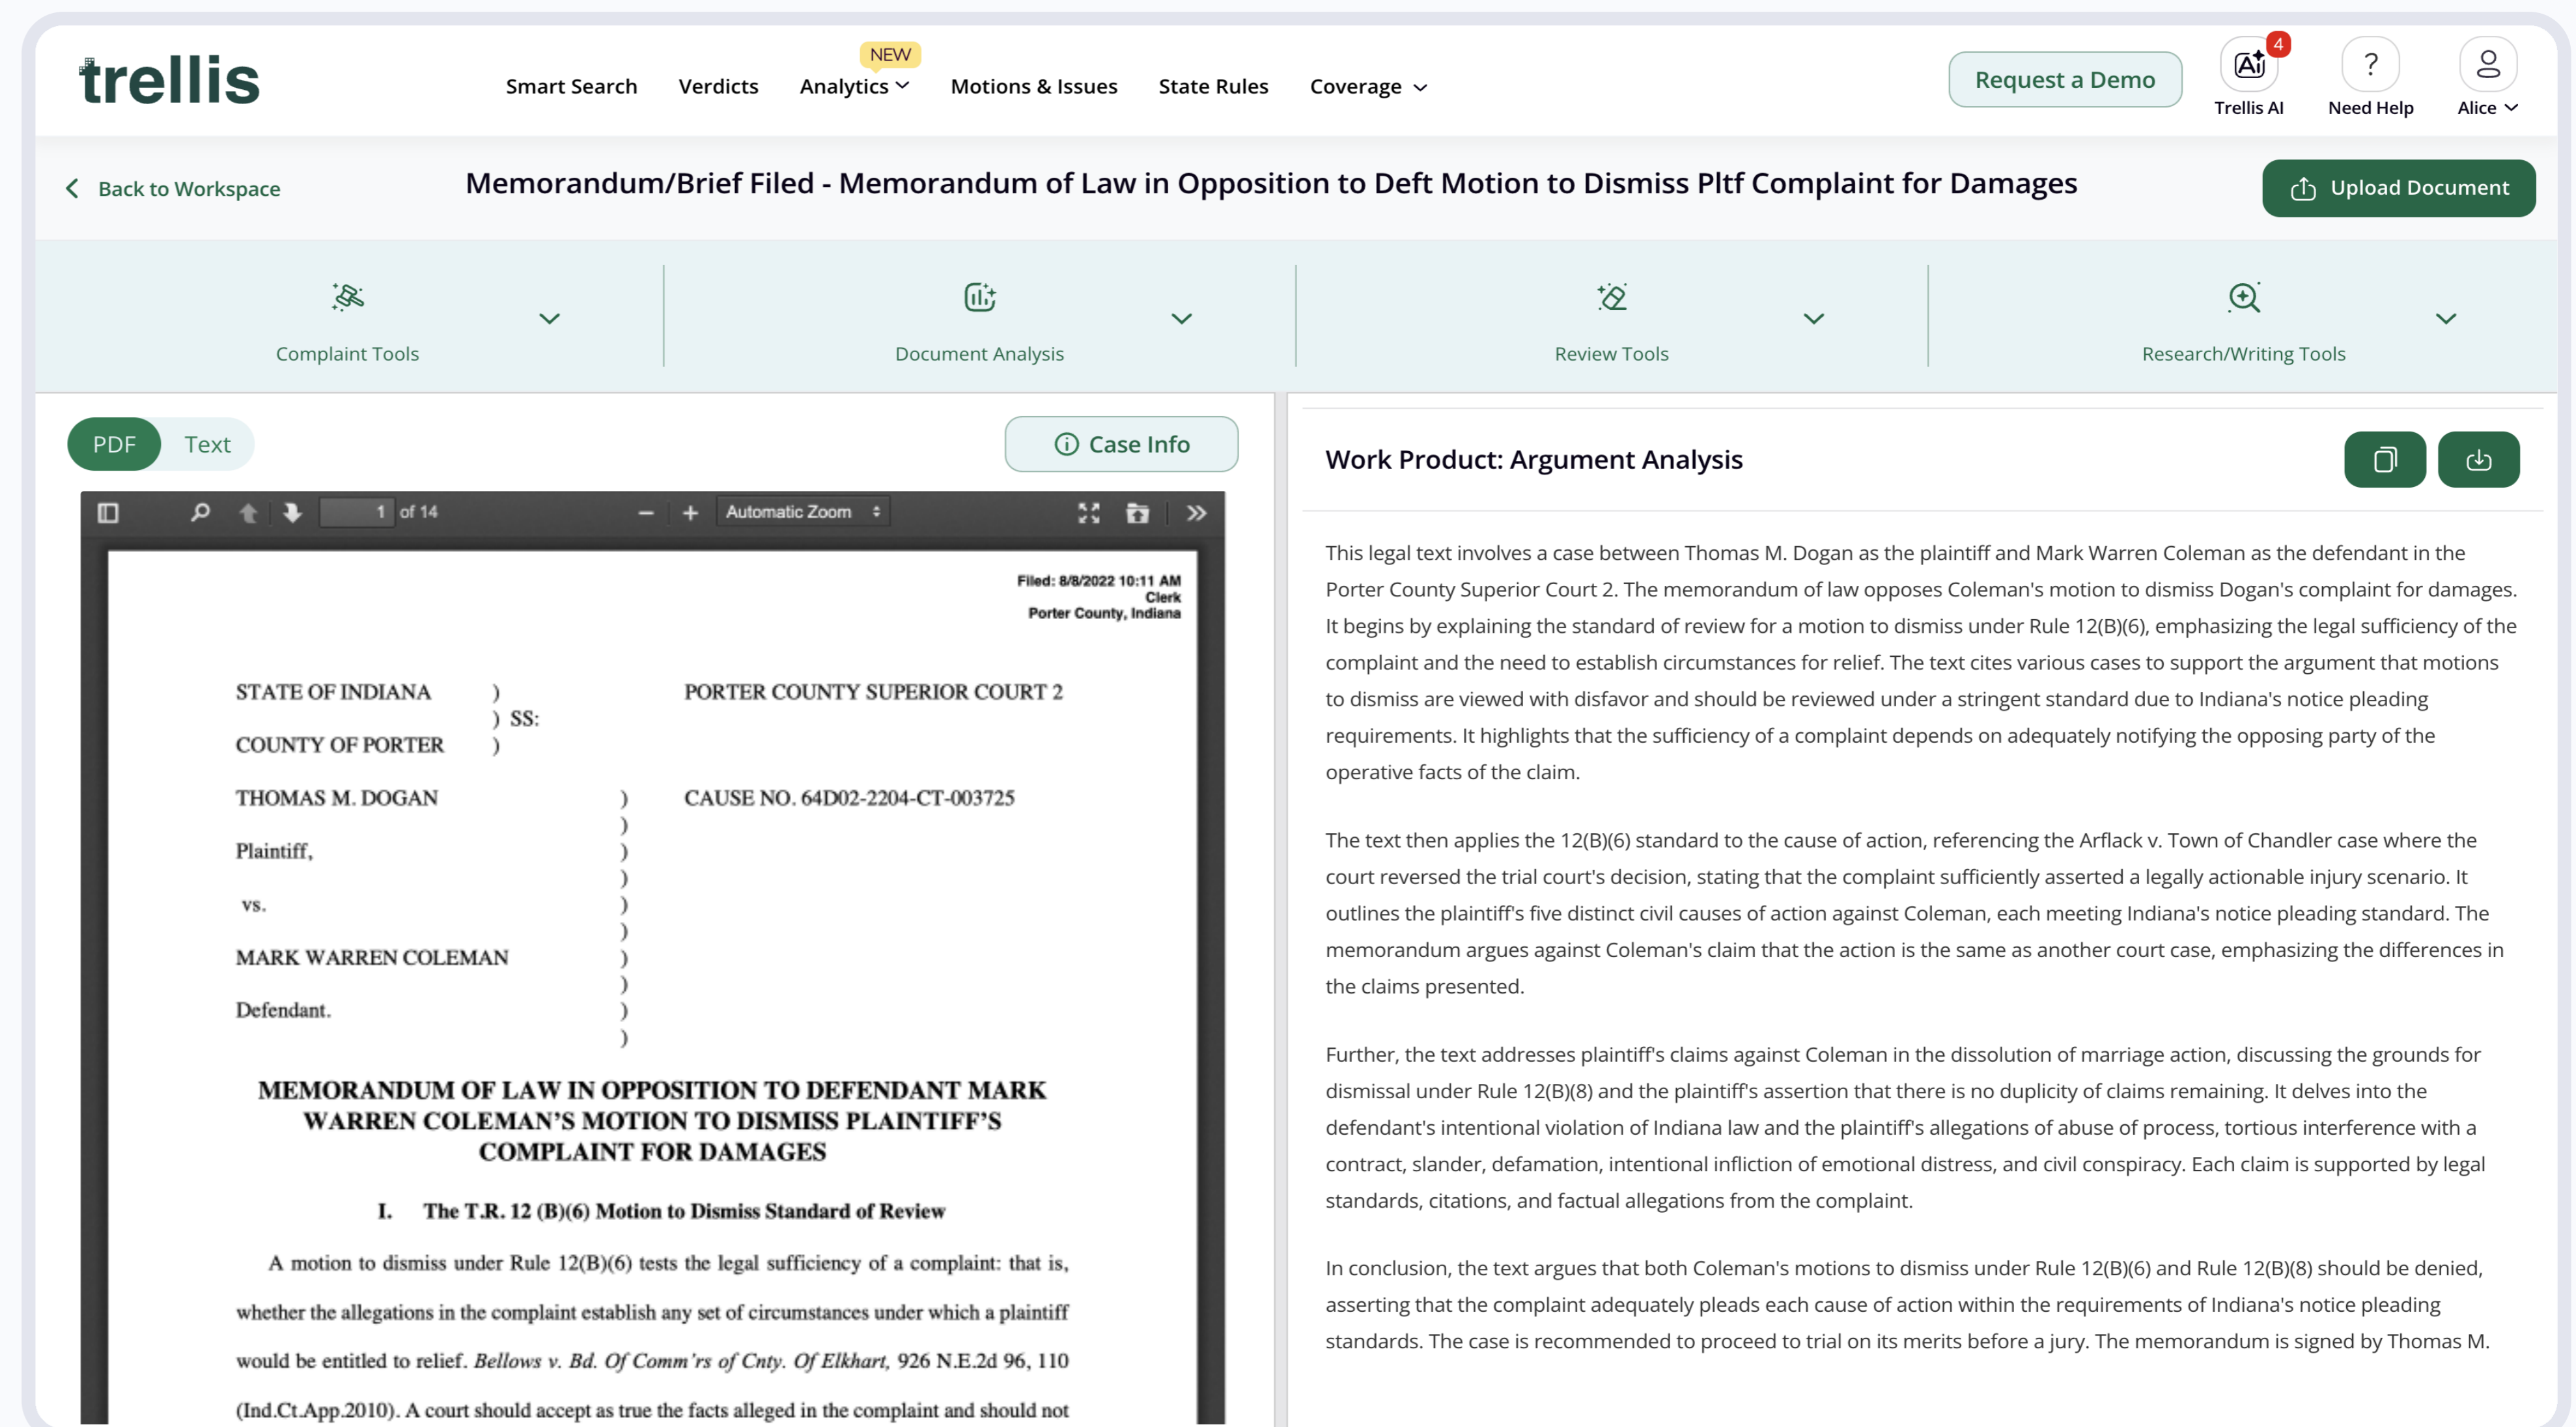 trellis
Smart Search
Verdicts
NEW
Analytics
Motions & Issues
State Rules
Coverage
Request a Demo
Ai
4
Trellis AI
?
Need Help
Alice
Back to Workspace
Memorandum/Brief Filed - Memorandum of Law in Opposition to Deft Motion to Dismiss Pltf Complaint for Damages
Upload Document
Complaint Tools
Document Analysis
Review Tools
Research/Writing Tools
PDF
Text
Case Info
1 of 14
Automatic Zoom
Filed: 8/8/2022 10:11 AM
Clerk
Porter County, Indiana
STATE OF INDIANA ) PORTER COUNTY SUPERIOR COURT 2
) SS:
COUNTY OF PORTER )
THOMAS M. DOGAN ) CAUSE NO. 64D02-2204-CT-003725
)
Plaintiff, )
)
vs. )
)
MARK WARREN COLEMAN )
)
Defendant. )
)
MEMORANDUM OF LAW IN OPPOSITION TO DEFENDANT MARK
WARREN COLEMAN'S MOTION TO DISMISS PLAINTIFF'S
COMPLAINT FOR DAMAGES
I. The T.R. 12 (B)(6) Motion to Dismiss Standard of Review
A motion to dismiss under Rule 12(B)(6) tests the legal sufficiency of a complaint: that is,
whether the allegations in the complaint establish any set of circumstances under which a plaintiff
would be entitled to relief. Bellows v. Bd. Of Comm'rs of Cnty. Of Elkhart, 926 N.E.2d 96, 110
(Ind.Ct.App.2010). A court should accept as true the facts alleged in the complaint and should not
Work Product: Argument Analysis
This legal text involves a case between Thomas M. Dogan as the plaintiff and Mark Warren Coleman as the defendant in the
Porter County Superior Court 2. The memorandum of law opposes Coleman's motion to dismiss Dogan's complaint for damages.
It begins by explaining the standard of review for a motion to dismiss under Rule 12(B)(6), emphasizing the legal sufficiency of the
complaint and the need to establish circumstances for relief. The text cites various cases to support the argument that motions
to dismiss are viewed with disfavor and should be reviewed under a stringent standard due to Indiana's notice pleading
requirements. It highlights that the sufficiency of a complaint depends on adequately notifying the opposing party of the
operative facts of the claim.
The text then applies the 12(B)(6) standard to the cause of action, referencing the Arflack v. Town of Chandler case where the
court reversed the trial court's decision, stating that the complaint sufficiently asserted a legally actionable injury scenario. It
outlines the plaintiff's five distinct civil causes of action against Coleman, each meeting Indiana's notice pleading standard. The
memorandum argues against Coleman's claim that the action is the same as another court case, emphasizing the differences in
the claims presented.
Further, the text addresses plaintiff's claims against Coleman in the dissolution of marriage action, discussing the grounds for
dismissal under Rule 12(B)(8) and the plaintiff's assertion that there is no duplicity of claims remaining. It delves into the
defendant's intentional violation of Indiana law and the plaintiff's allegations of abuse of process, tortious interference with a
contract, slander, defamation, intentional infliction of emotional distress, and civil conspiracy. Each claim is supported by legal
standards, citations, and factual allegations from the complaint.
In conclusion, the text argues that both Coleman's motions to dismiss under Rule 12(B)(6) and Rule 12(B)(8) should be denied,
asserting that the complaint adequately pleads each cause of action within the requirements of Indiana's notice pleading
standards. The case is recommended to proceed to trial on its merits before a jury. The memorandum is signed by Thomas M.